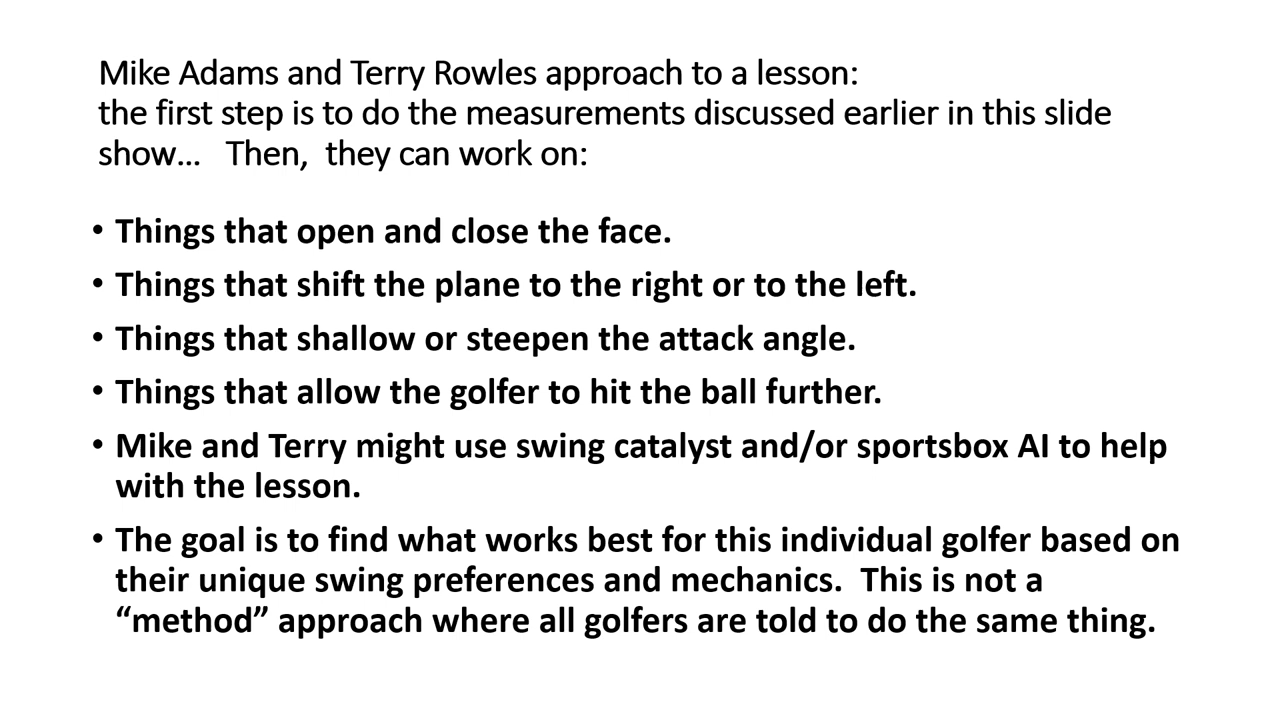 Mike Adams and Terry Rowles approach to a lesson:
the first step is to do the measurements discussed earlier in this slide
show…   Then,  they can work on:
• Things that open and close the face.
• Things that shift the plane to the right or to the left.
• Things that shallow or steepen the attack angle.
• Things that allow the golfer to hit the ball further.
• Mike and Terry might use swing catalyst and/or sportsbox AI to help
with the lesson.
• The goal is to find what works best for this individual golfer based on
their unique swing preferences and mechanics.  This is not a
“method” approach where all golfers are told to do the same thing.